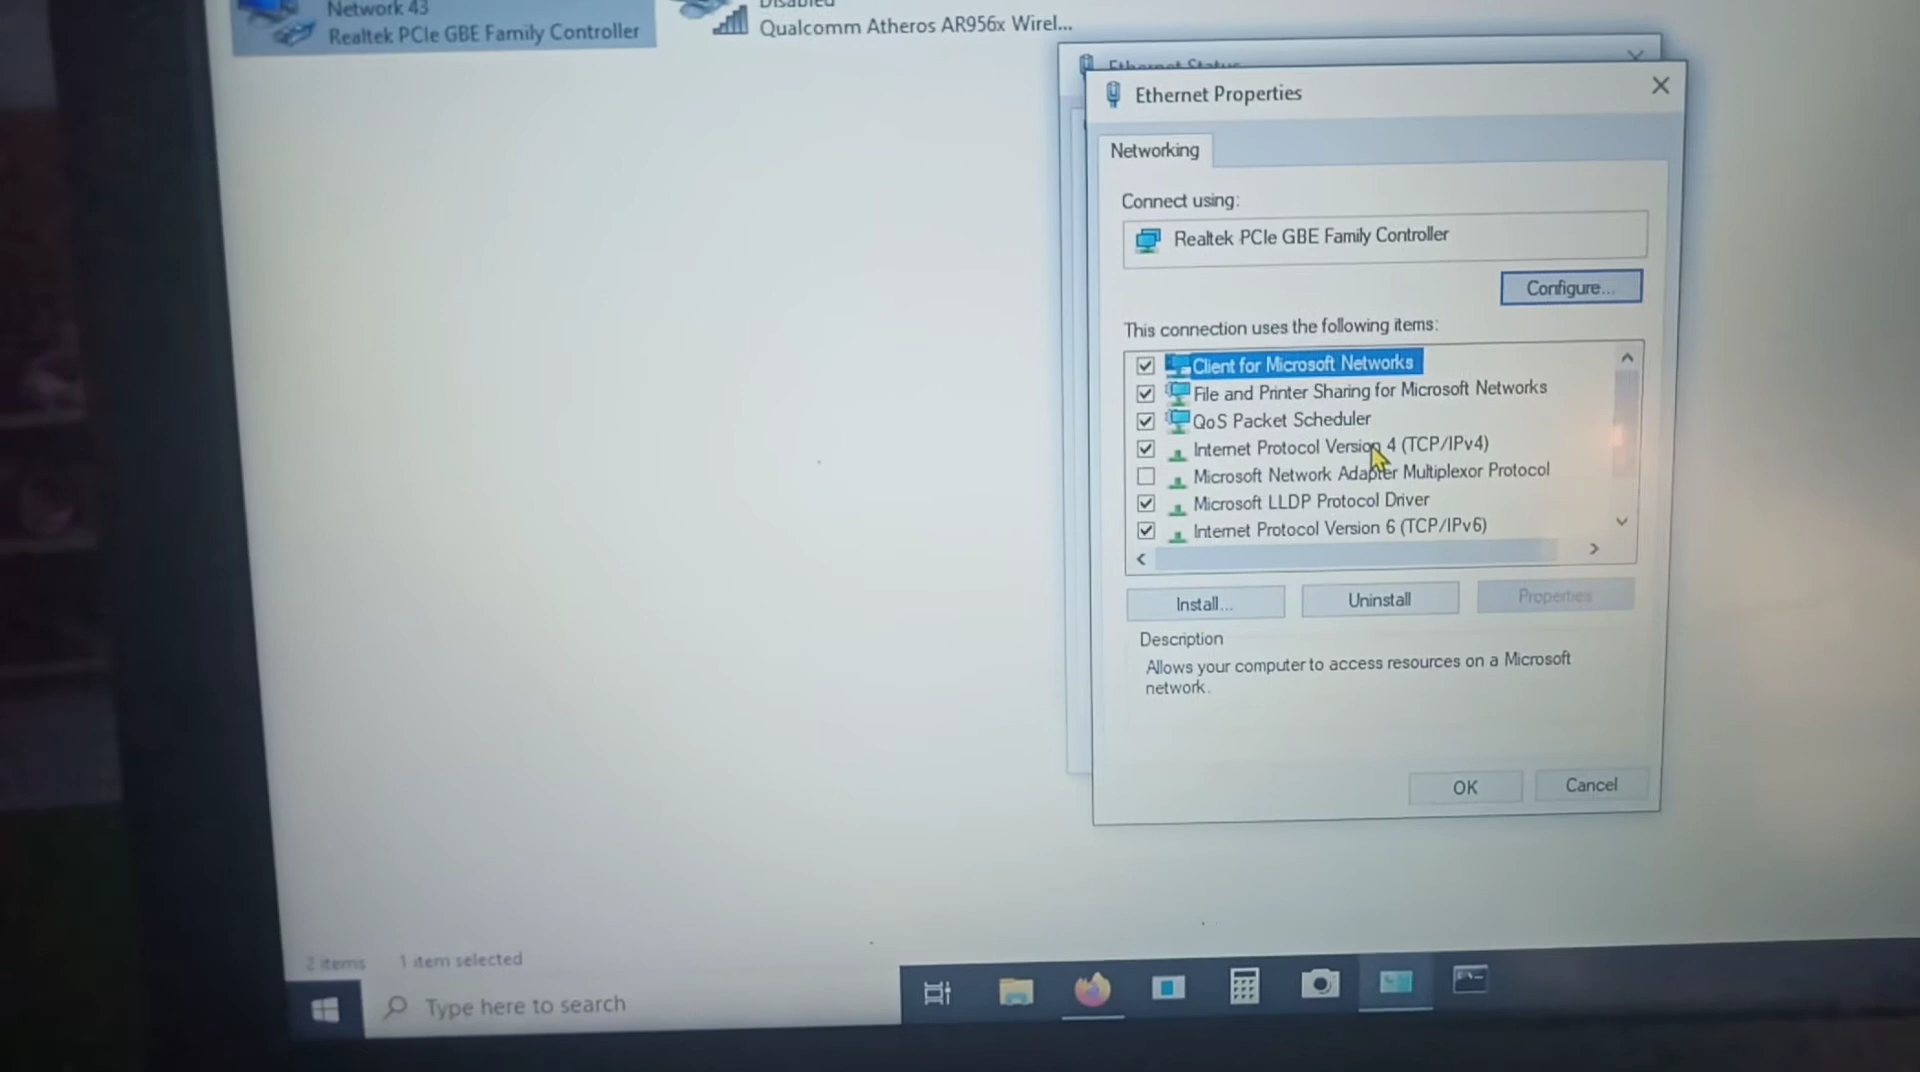 Network 43
Realtek PCIe GBE Family Controller
Disabled
Qualcomm Atheros AR956x Wirel...
Ethernet Status
Ethernet Properties
Networking
Connect using:
Realtek PCIe GBE Family Controller
Configure...
This connection uses the following items:
Client for Microsoft Networks
File and Printer Sharing for Microsoft Networks
QoS Packet Scheduler
Internet Protocol Version 4 (TCP/IPv4)
Microsoft Network Adapter Multiplexor Protocol
Microsoft LLDP Protocol Driver
Internet Protocol Version 6 (TCP/IPv6)
Install...
Uninstall
Properties
Description
Allows your computer to access resources on a Microsoft
network.
OK
Cancel
2 items
1 item selected
Type here to search